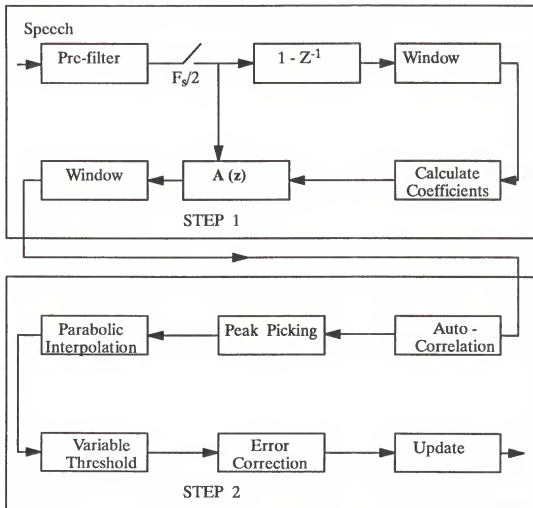 Speech
Pre-filter
F_s/2
1 - Z^-1
Window
Window
A (z)
Calculate
Coefficients
STEP 1
Parabolic
Interpolation
Peak Picking
Auto -
Correlation
Variable
Threshold
Error
Correction
Update
STEP 2